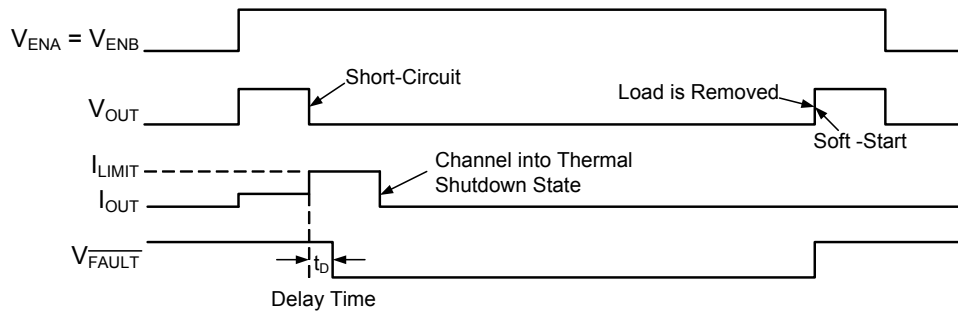 V_ENA = V_ENB
Short-Circuit
V_OUT
Load is Removed
Soft -Start
I_LIMIT
Channel into Thermal
Shutdown State
I_OUT
V_F̅A̅U̅L̅T̅
t_D
Delay Time